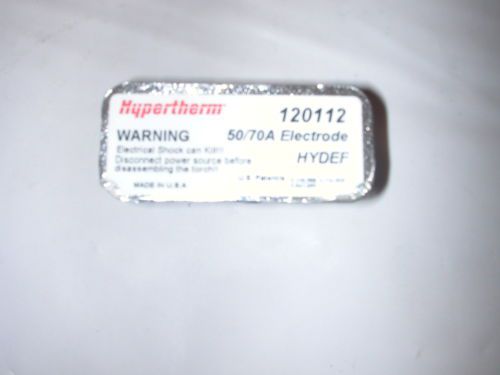 Hypertherm 120112
WARNING 50/70A Electrode
Electrical Shock can Kill!!
Disconnect power source before HYDEF
disassembling the torch!!
U.S. Patents
MADE IN U.S.A